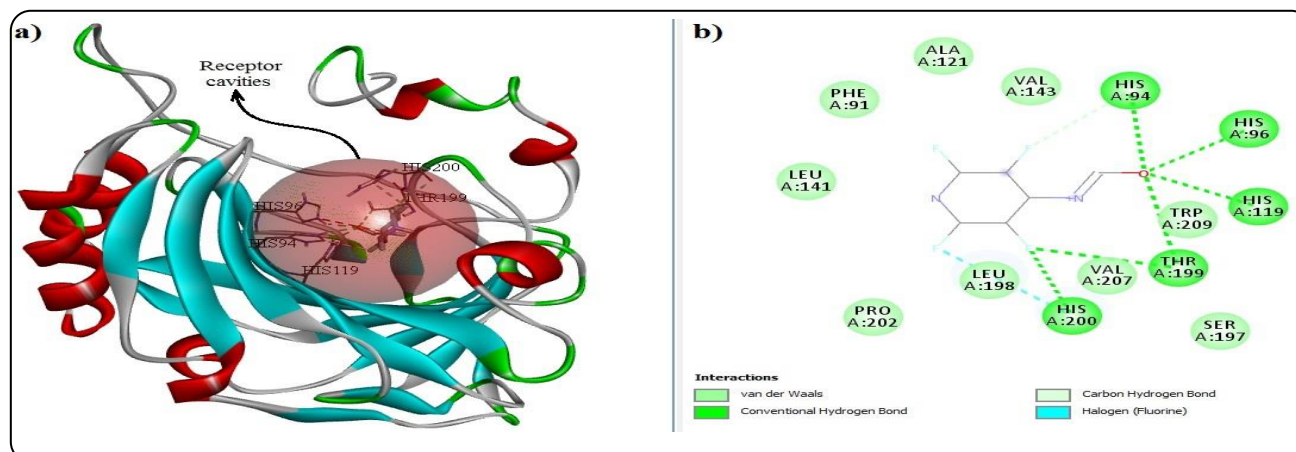 a)
Receptor
cavities
HIS200
HIS96
HIS94
HIS119
b)
ALA
A:121
PHE
A:91
VAL
A:143
HIS
A:94
HIS
A:96
LEU
A:141
HIS
A:119
TRP
A:209
THR
A:199
LEU
A:198
VAL
A:207
PRO
A:202
HIS
A:200
SER
A:197
F
F
N
N
O
F
F
Interactions
van der Waals
Conventional Hydrogen Bond
Carbon Hydrogen Bond
Halogen (Fluorine)